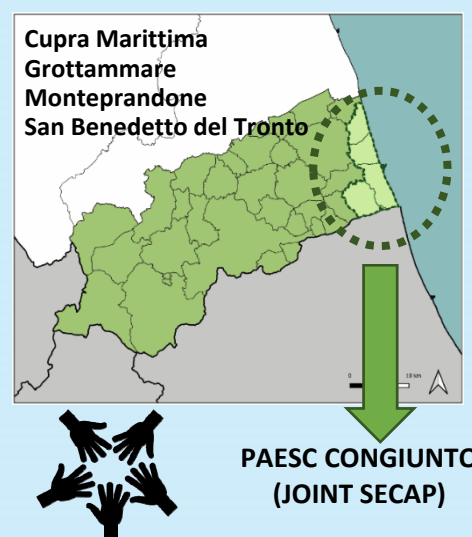 Cupra Marittima
Grottammare
Monteprandone
San Benedetto del Tronto
0 10 km
PAESC CONGIUNTO
(JOINT SECAP)